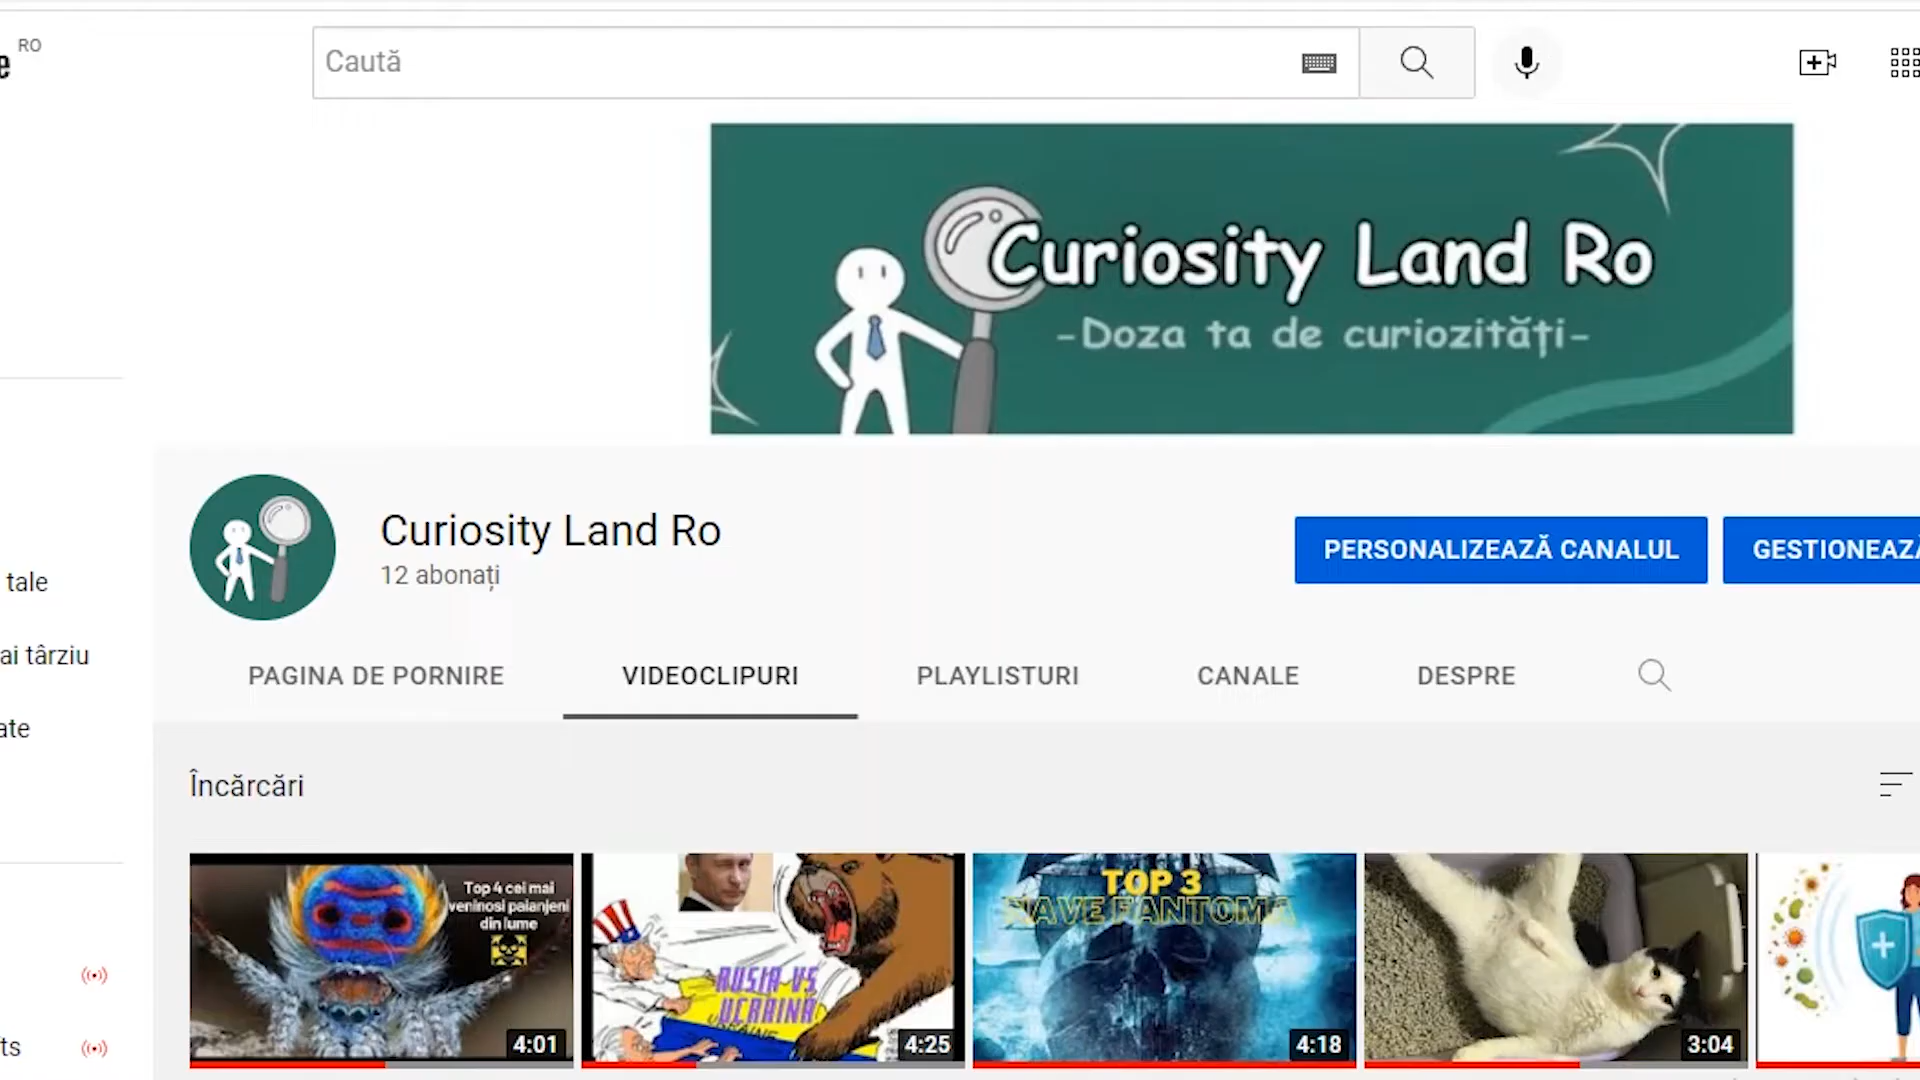 RO
Caută
Curiosity Land Ro
-Doza ta de curiozități-
Curiosity Land Ro
12 abonați
PERSONALIZEAZĂ CANALUL
GESTIONEAZĂ
tale
ai târziu
ate
PAGINA DE PORNIRE
VIDEOCLIPURI
PLAYLISTURI
CANALE
DESPRE
Încărcări
Top 4 cei mai
veninosi paianjeni
din lume
4:01
RUSIA VS
UCRAINA
UKRAINE
4:25
TOP 3
NAVE FANTOMA
4:18
3:04
ts